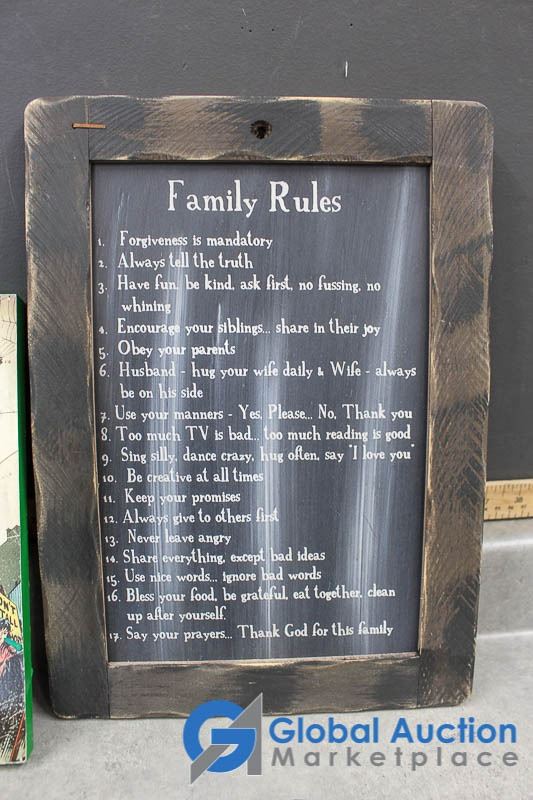 Family Rules
1. Forgiveness is mandatory
2. Always tell the truth
3. Have fun, be kind, ask first, no fussing, no
whining
4. Encourage your siblings... share in their joy
5. Obey your parents
6. Husband - hug your wife daily & Wife - always
be on his side
7. Use your manners - Yes, Please... No, Thank you
8. Too much TV is bad... too much reading is good
9. Sing silly, dance crazy, hug often, say "I love you"
10. Be creative at all times
11. Keep your promises
12. Always give to others first
13. Never leave angry
14. Share everything, except bad ideas
15. Use nice words... ignore bad words
16. Bless your food, be grateful, eat together, clean
up after yourself.
17. Say your prayers... Thank God for this family
Global Auction
Marketplace